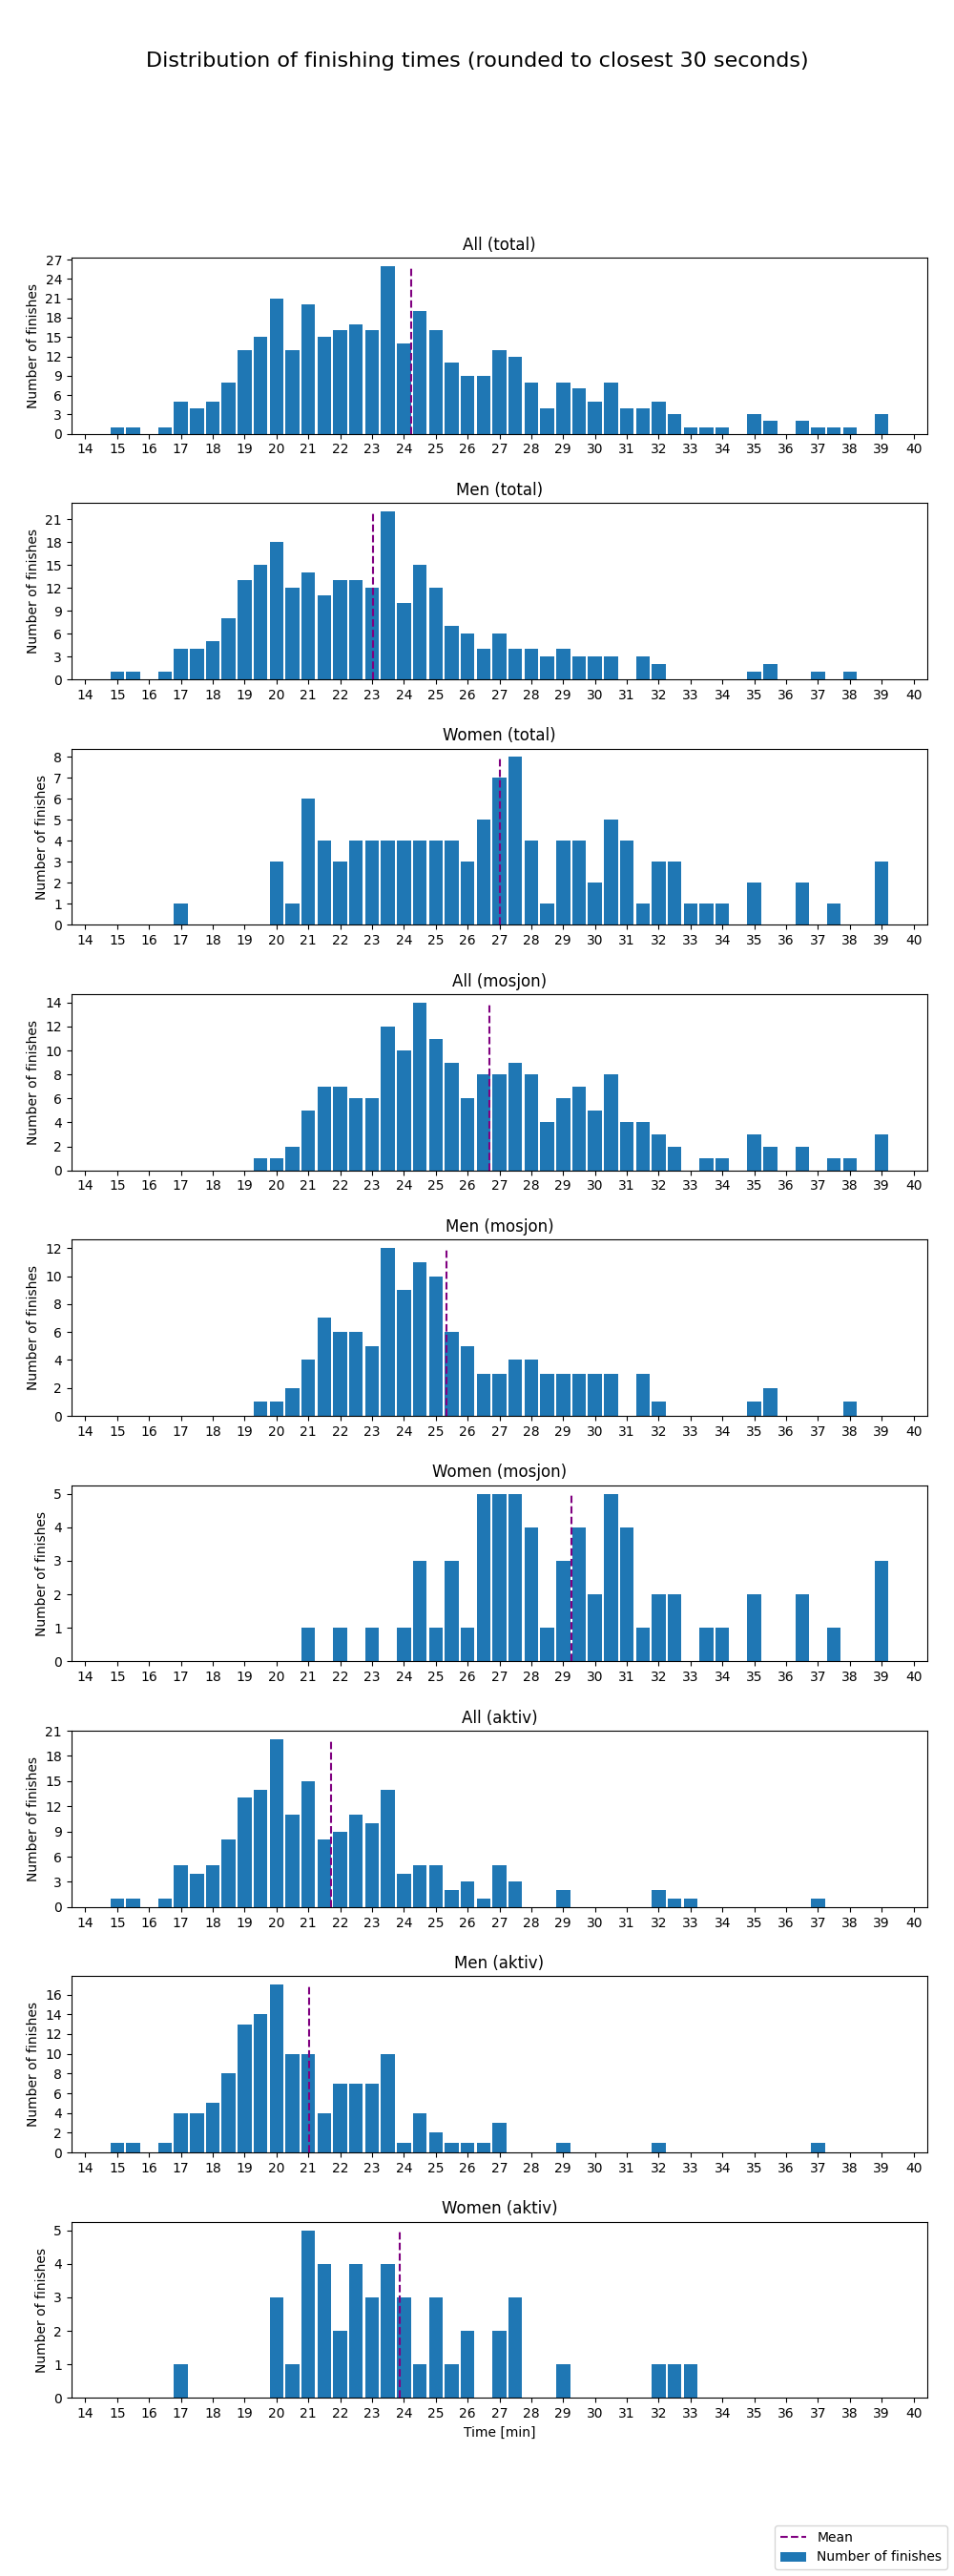 Distribution of finishing times (rounded to closest 30 seconds)
All (total)
Number of finishes
27
24
21
18
15
12
9
6
3
0
14 15 16 17 18 19 20 21 22 23 24 25 26 27 28 29 30 31 32 33 34 35 36 37 38 39 40
Men (total)
Number of finishes
21
18
15
12
9
6
3
0
14 15 16 17 18 19 20 21 22 23 24 25 26 27 28 29 30 31 32 33 34 35 36 37 38 39 40
Women (total)
Number of finishes
8
7
6
5
4
3
2
1
0
14 15 16 17 18 19 20 21 22 23 24 25 26 27 28 29 30 31 32 33 34 35 36 37 38 39 40
All (mosjon)
Number of finishes
14
12
10
8
6
4
2
0
14 15 16 17 18 19 20 21 22 23 24 25 26 27 28 29 30 31 32 33 34 35 36 37 38 39 40
Men (mosjon)
Number of finishes
12
10
8
6
4
2
0
14 15 16 17 18 19 20 21 22 23 24 25 26 27 28 29 30 31 32 33 34 35 36 37 38 39 40
Women (mosjon)
Number of finishes
5
4
3
2
1
0
14 15 16 17 18 19 20 21 22 23 24 25 26 27 28 29 30 31 32 33 34 35 36 37 38 39 40
All (aktiv)
Number of finishes
21
18
15
12
9
6
3
0
14 15 16 17 18 19 20 21 22 23 24 25 26 27 28 29 30 31 32 33 34 35 36 37 38 39 40
Men (aktiv)
Number of finishes
16
14
12
10
8
6
4
2
0
14 15 16 17 18 19 20 21 22 23 24 25 26 27 28 29 30 31 32 33 34 35 36 37 38 39 40
Women (aktiv)
Number of finishes
5
4
3
2
1
0
14 15 16 17 18 19 20 21 22 23 24 25 26 27 28 29 30 31 32 33 34 35 36 37 38 39 40
Time [min]
Mean
Number of finishes